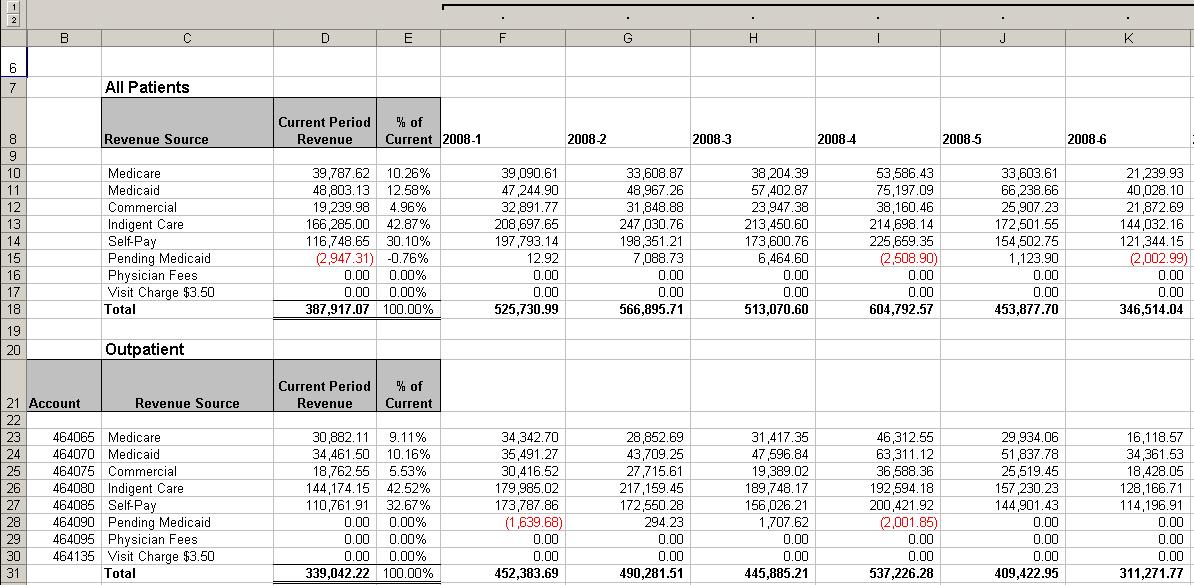 1
2
B C D E F G H I J K
6
7 All Patients
Current Period % of
8 Revenue Source Revenue Current 2008-1 2008-2 2008-3 2008-4 2008-5 2008-6
9
10 Medicare 39,787.62 10.26% 39,090.61 33,608.87 38,204.39 53,586.43 33,603.61 21,239.93
11 Medicaid 48,803.13 12.58% 47,244.90 48,967.26 57,402.87 75,197.09 66,238.66 40,028.10
12 Commercial 19,239.98 4.96% 32,891.77 31,848.88 23,947.38 38,160.46 25,907.23 21,872.69
13 Indigent Care 166,285.00 42.87% 208,697.65 247,030.76 213,450.60 214,698.14 172,501.55 144,032.16
14 Self-Pay 116,748.65 30.10% 197,793.14 198,351.21 173,600.76 225,659.35 154,502.75 121,344.15
15 Pending Medicaid (2,947.31) -0.76% 12.92 7,088.73 6,464.60 (2,508.90) 1,123.90 (2,002.99)
16 Physician Fees 0.00 0.00% 0.00 0.00 0.00 0.00 0.00 0.00
17 Visit Charge $3.50 0.00 0.00% 0.00 0.00 0.00 0.00 0.00 0.00
18 Total 387,917.07 100.00% 525,730.99 566,895.71 513,070.60 604,792.57 453,877.70 346,514.04
19
20 Outpatient
Current Period % of
21 Account Revenue Source Revenue Current
22
23 464065 Medicare 30,882.11 9.11% 34,342.70 28,852.69 31,417.35 46,312.55 29,934.06 16,118.57
24 464070 Medicaid 34,461.50 10.16% 35,491.27 43,709.25 47,596.84 63,311.12 51,837.78 34,361.53
25 464075 Commercial 18,762.55 5.53% 30,416.52 27,715.61 19,389.02 36,588.36 25,519.45 18,428.05
26 464080 Indigent Care 144,174.15 42.52% 179,985.02 217,159.45 189,748.17 192,594.18 157,230.23 128,166.71
27 464085 Self-Pay 110,761.91 32.67% 173,787.86 172,550.28 156,026.21 200,421.92 144,901.43 114,196.91
28 464090 Pending Medicaid 0.00 0.00% (1,639.68) 294.23 1,707.62 (2,001.85) 0.00 0.00
29 464095 Physician Fees 0.00 0.00% 0.00 0.00 0.00 0.00 0.00 0.00
30 464135 Visit Charge $3.50 0.00 0.00% 0.00 0.00 0.00 0.00 0.00 0.00
31 Total 339,042.22 100.00% 452,383.69 490,281.51 445,885.21 537,226.28 409,422.95 311,271.77